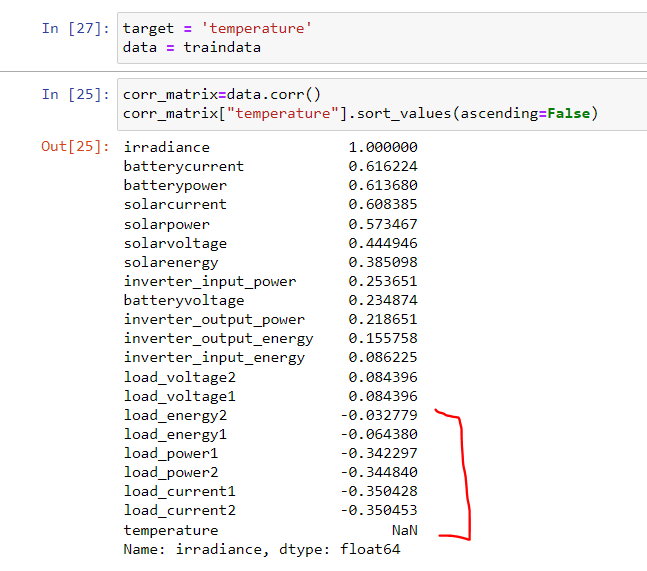 In [27]: target = 'temperature'
data = traindata
In [25]: corr_matrix=data.corr()
corr_matrix["temperature"].sort_values(ascending=False)
Out[25]: irradiance 1.000000
batterycurrent 0.616224
batterypower 0.613680
solarcurrent 0.608385
solarpower 0.573467
solarvoltage 0.444946
solarenergy 0.385098
inverter_input_power 0.253651
batteryvoltage 0.234874
inverter_output_power 0.218651
inverter_output_energy 0.155758
inverter_input_energy 0.086225
load_voltage2 0.084396
load_voltage1 0.084396
load_energy2 -0.032779
load_energy1 -0.064380
load_power1 -0.342297
load_power2 -0.344840
load_current1 -0.350428
load_current2 -0.350453
temperature NaN
Name: irradiance, dtype: float64